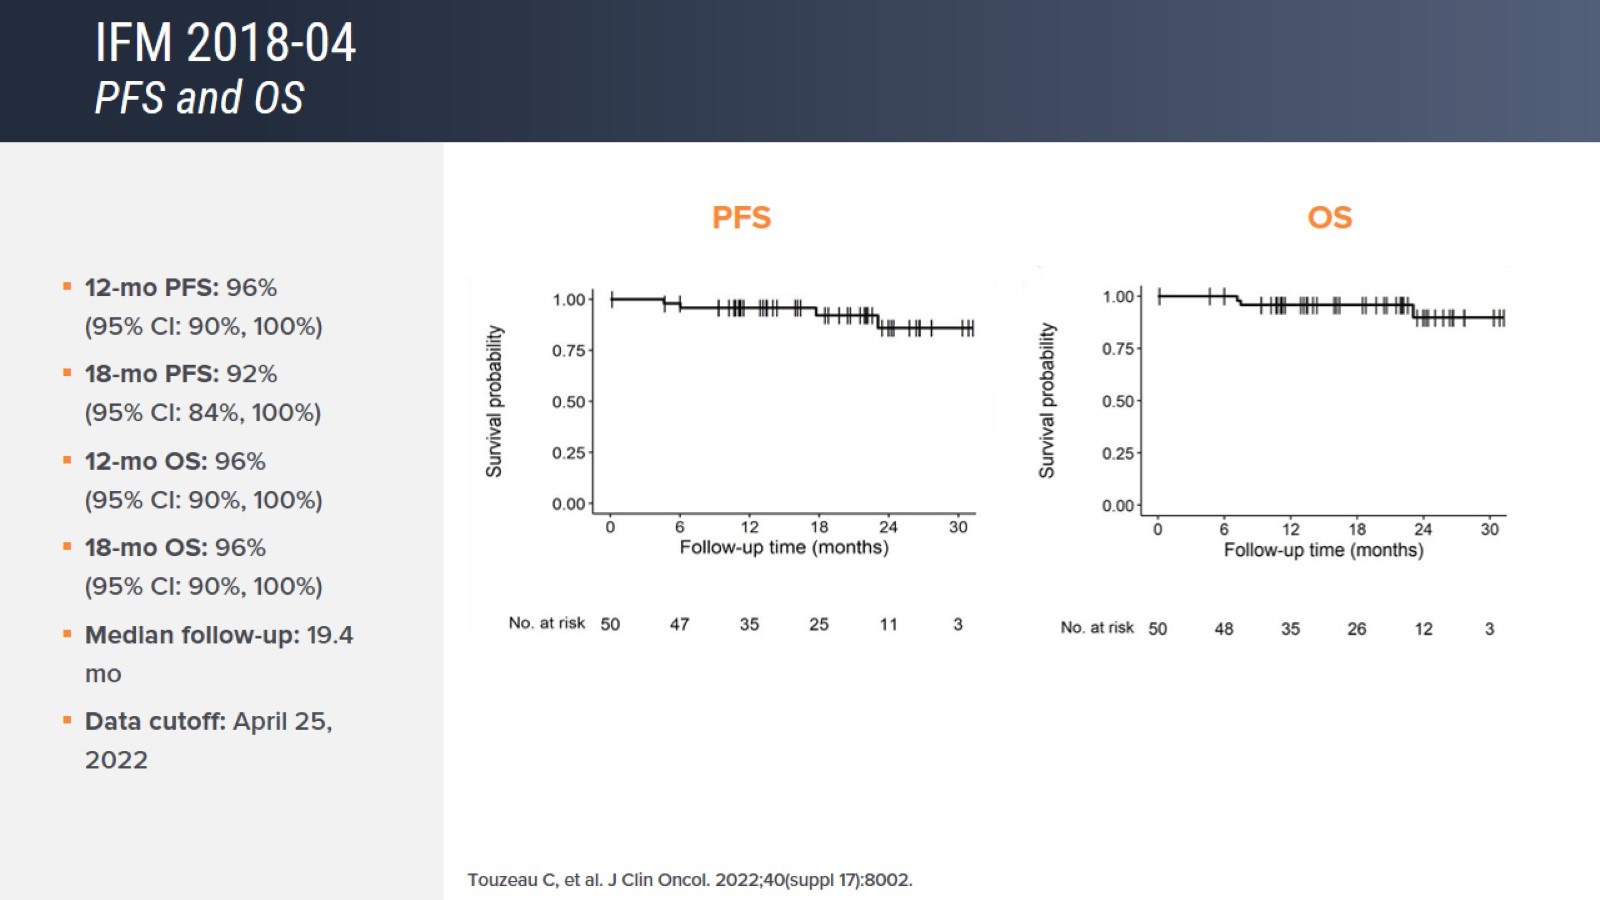 IFM 2018-04
PFS and OS
▪ 12-mo PFS: 96%
(95% CI: 90%, 100%)
▪ 18-mo PFS: 92%
(95% CI: 84%, 100%)
▪ 12-mo OS: 96%
(95% CI: 90%, 100%)
▪ 18-mo OS: 96%
(95% CI: 90%, 100%)
▪ Median follow-up: 19.4
mo
▪ Data cutoff: April 25,
2022
PFS
Survival probability
1.00
0.75
0.50
0.25
0.00
0 6 12 18 24 30
Follow-up time (months)
No. at risk 50 47 35 25 11 3
OS
Survival probability
1.00
0.75
0.50
0.25
0.00
0 6 12 18 24 30
Follow-up time (months)
No. at risk 50 48 35 26 12 3
Touzeau C, et al. J Clin Oncol. 2022;40(suppl 17):8002.